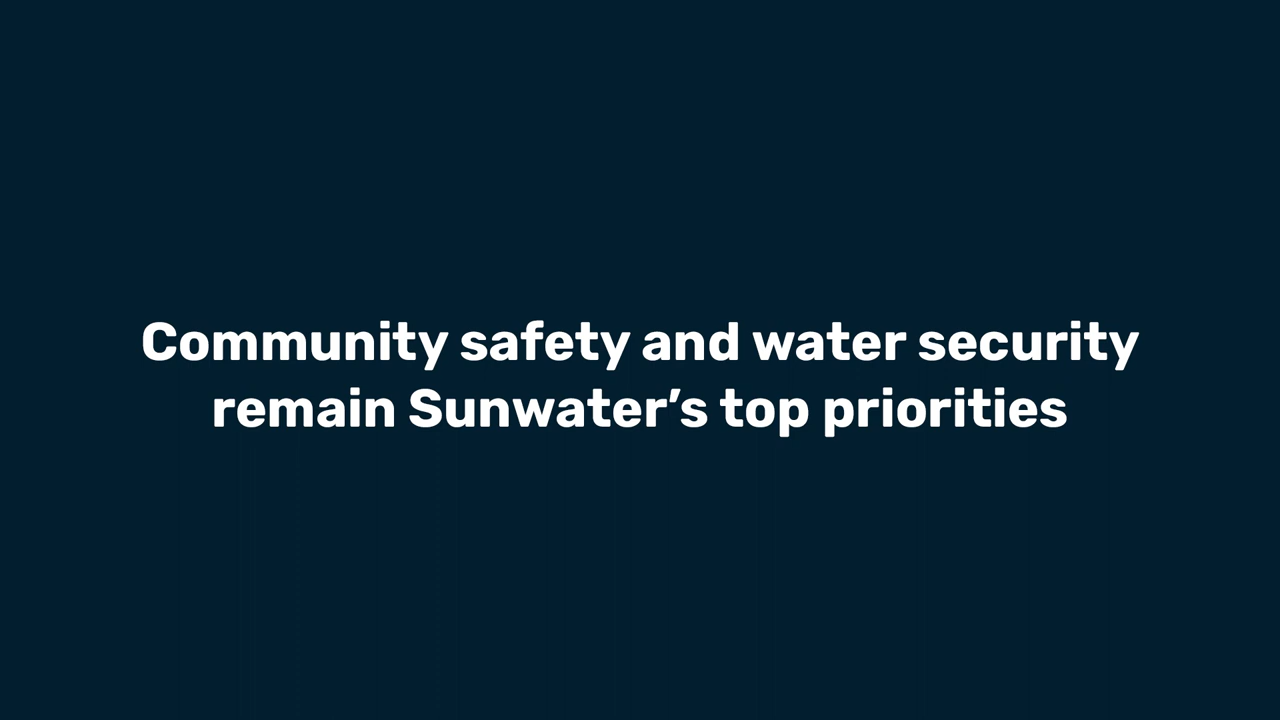 Community safety and water security
remain Sunwater’s top priorities